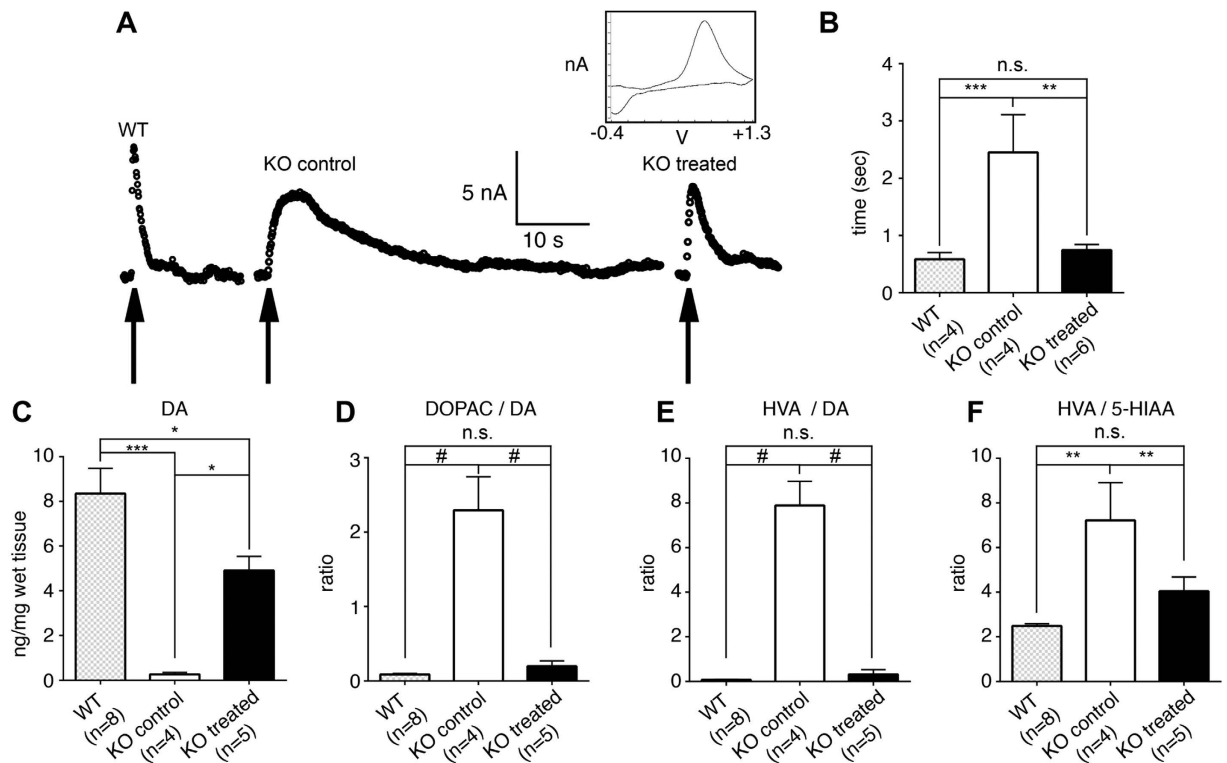 A
WT
KO control
5 nA
10 s
KO treated
nA
-0.4
V
+1.3
B
n.s.
***
**
4
3
2
1
0
time (sec)
WT
(n=4)
KO control
(n=4)
KO treated
(n=6)
C
DA
*
***
*
10
8
6
4
2
0
ng/mg wet tissue
WT
(n=8)
KO control
(n=4)
KO treated
(n=5)
D
DOPAC / DA
n.s.
#
#
3
2
1
0
ratio
WT
(n=8)
KO control
(n=4)
KO treated
(n=5)
E
HVA / DA
n.s.
#
#
10
8
6
4
2
0
ratio
WT
(n=8)
KO control
(n=4)
KO treated
(n=5)
F
HVA / 5-HIAA
n.s.
**
**
10
8
6
4
2
0
ratio
WT
(n=8)
KO control
(n=4)
KO treated
(n=5)